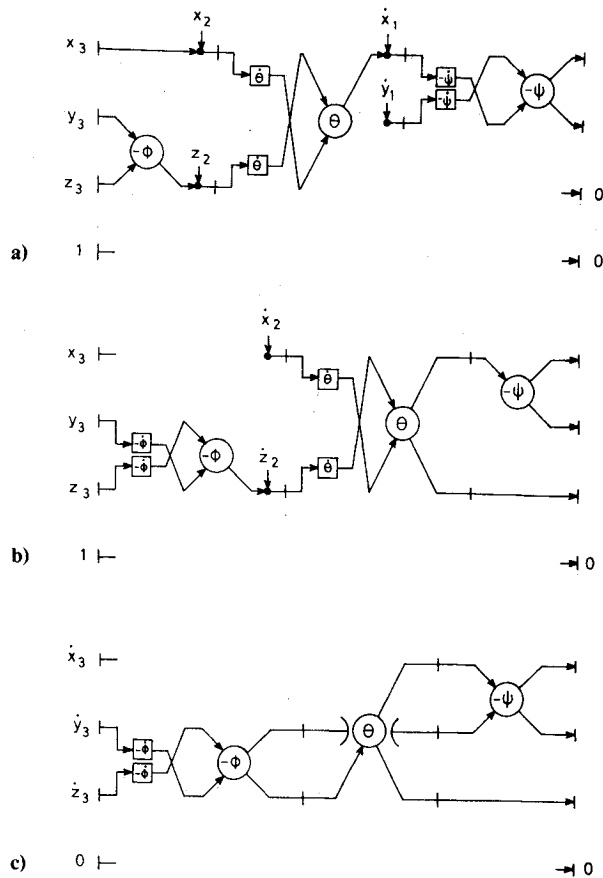 x₂ ẋ₁
x₃ θ̇ -ψ̇
y₃ ẏ₁ -ψ̇ -ψ
-ϕ z₂ θ̇ θ
z₃ 0
a) 1 0
ẋ₂
x₃ θ̇ -ψ
y₃ -ϕ̇ -ϕ ż₂ θ
z₃ -ϕ̇ θ̇
b) 1 0
ẋ₃
ẏ₃ -ϕ̇ θ -ψ
ż₃ -ϕ̇ -ϕ
c) 0 0